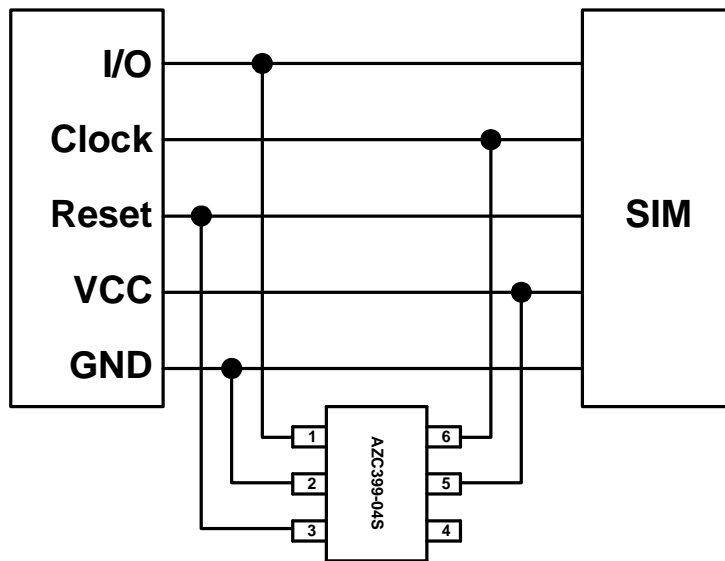 I/O
Clock
Reset
VCC
GND
SIM
1
2
3
AZC399-04S
6
5
4